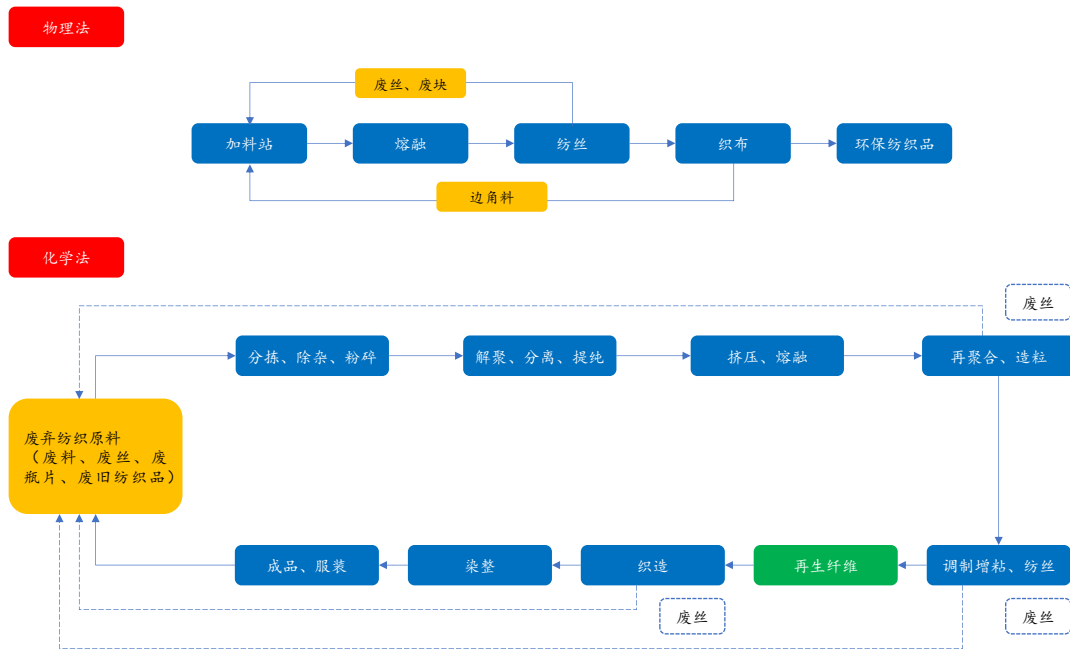 物理法
废丝、废块
加料站
熔融
纺丝
织布
环保纺织品
边角料
化学法
废丝
分拣、除杂、粉碎
解聚、分离、提纯
挤压、熔融
再聚合、造粒
废弃纺织原料
（废料、废丝、废
瓶片、废旧纺织品）
成品、服装
染整
织造
再生纤维
调制增粘、纺丝
废丝
废丝